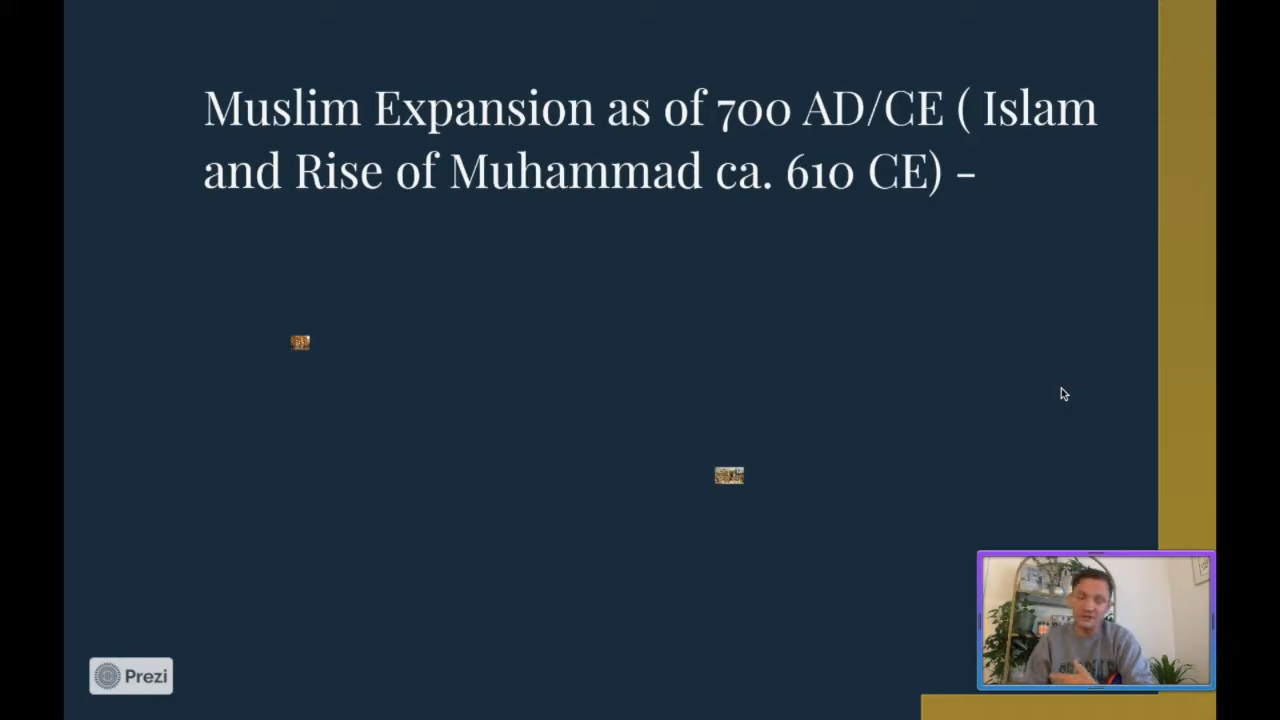 Muslim Expansion as of 700 AD/CE ( Islam
and Rise of Muhammad ca. 610 CE) -
Prezi